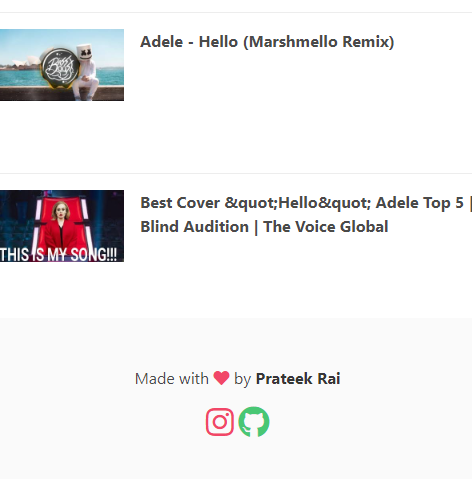 Adele - Hello (Marshmello Remix)
Best Cover &quot;Hello&quot; Adele Top 5 |
Blind Audition | The Voice Global
THIS IS MY SONG!!!
Made with by Prateek Rai